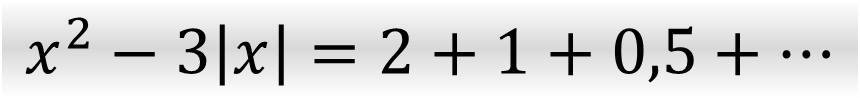 x² − 3|x| = 2 + 1 + 0,5 + ⋯